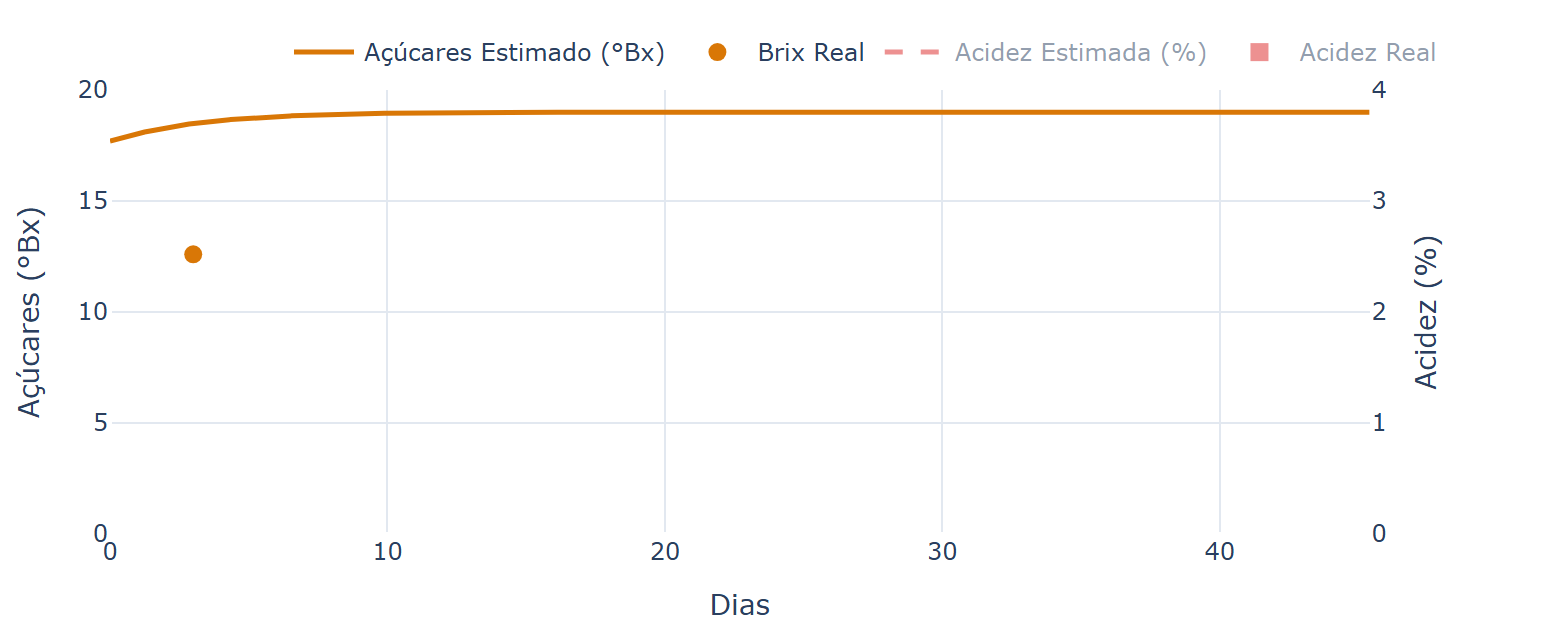 Açúcares Estimado (°Bx) Brix Real Acidez Estimada (%) Acidez Real
20 4
15 3
10 2
5 1
0 0
0 10 20 30 40
Dias
Açúcares (°Bx)
Acidez (%)